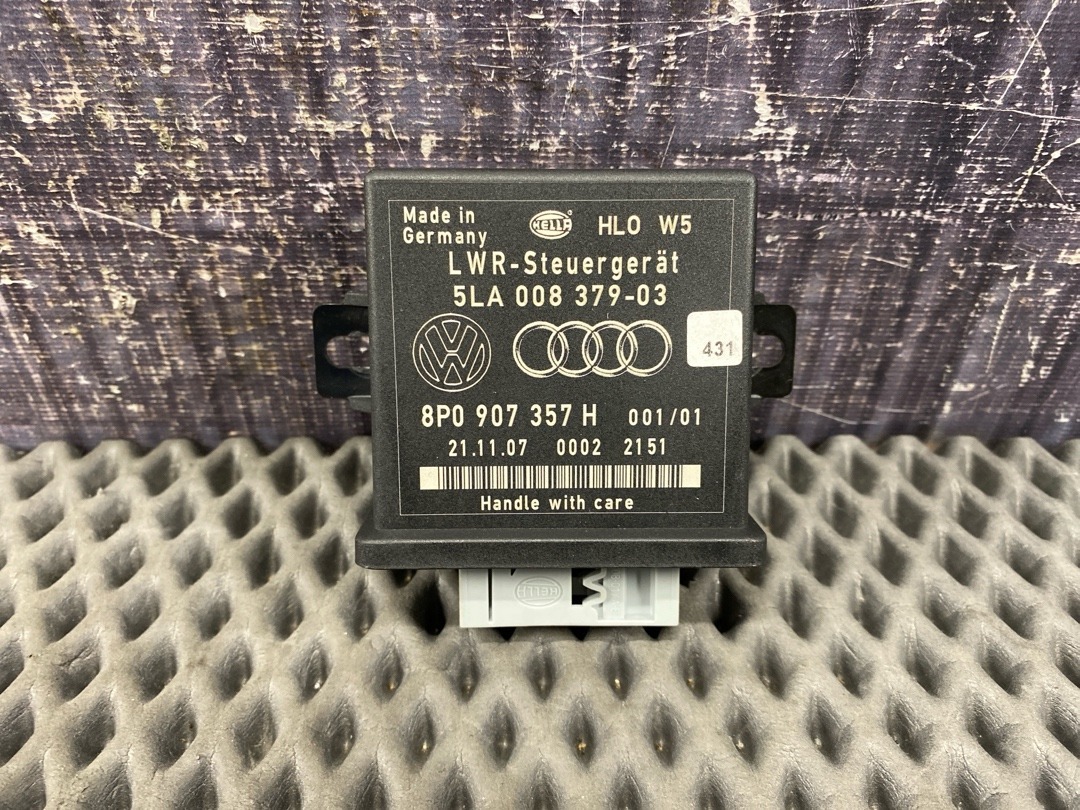 Made in
Germany
HELLA HLO W5
LWR-Steuergerät
5LA 008 379-03
431
8P0 907 357 H 001/01
21.11.07 0002 2151
Handle with care
HELLA